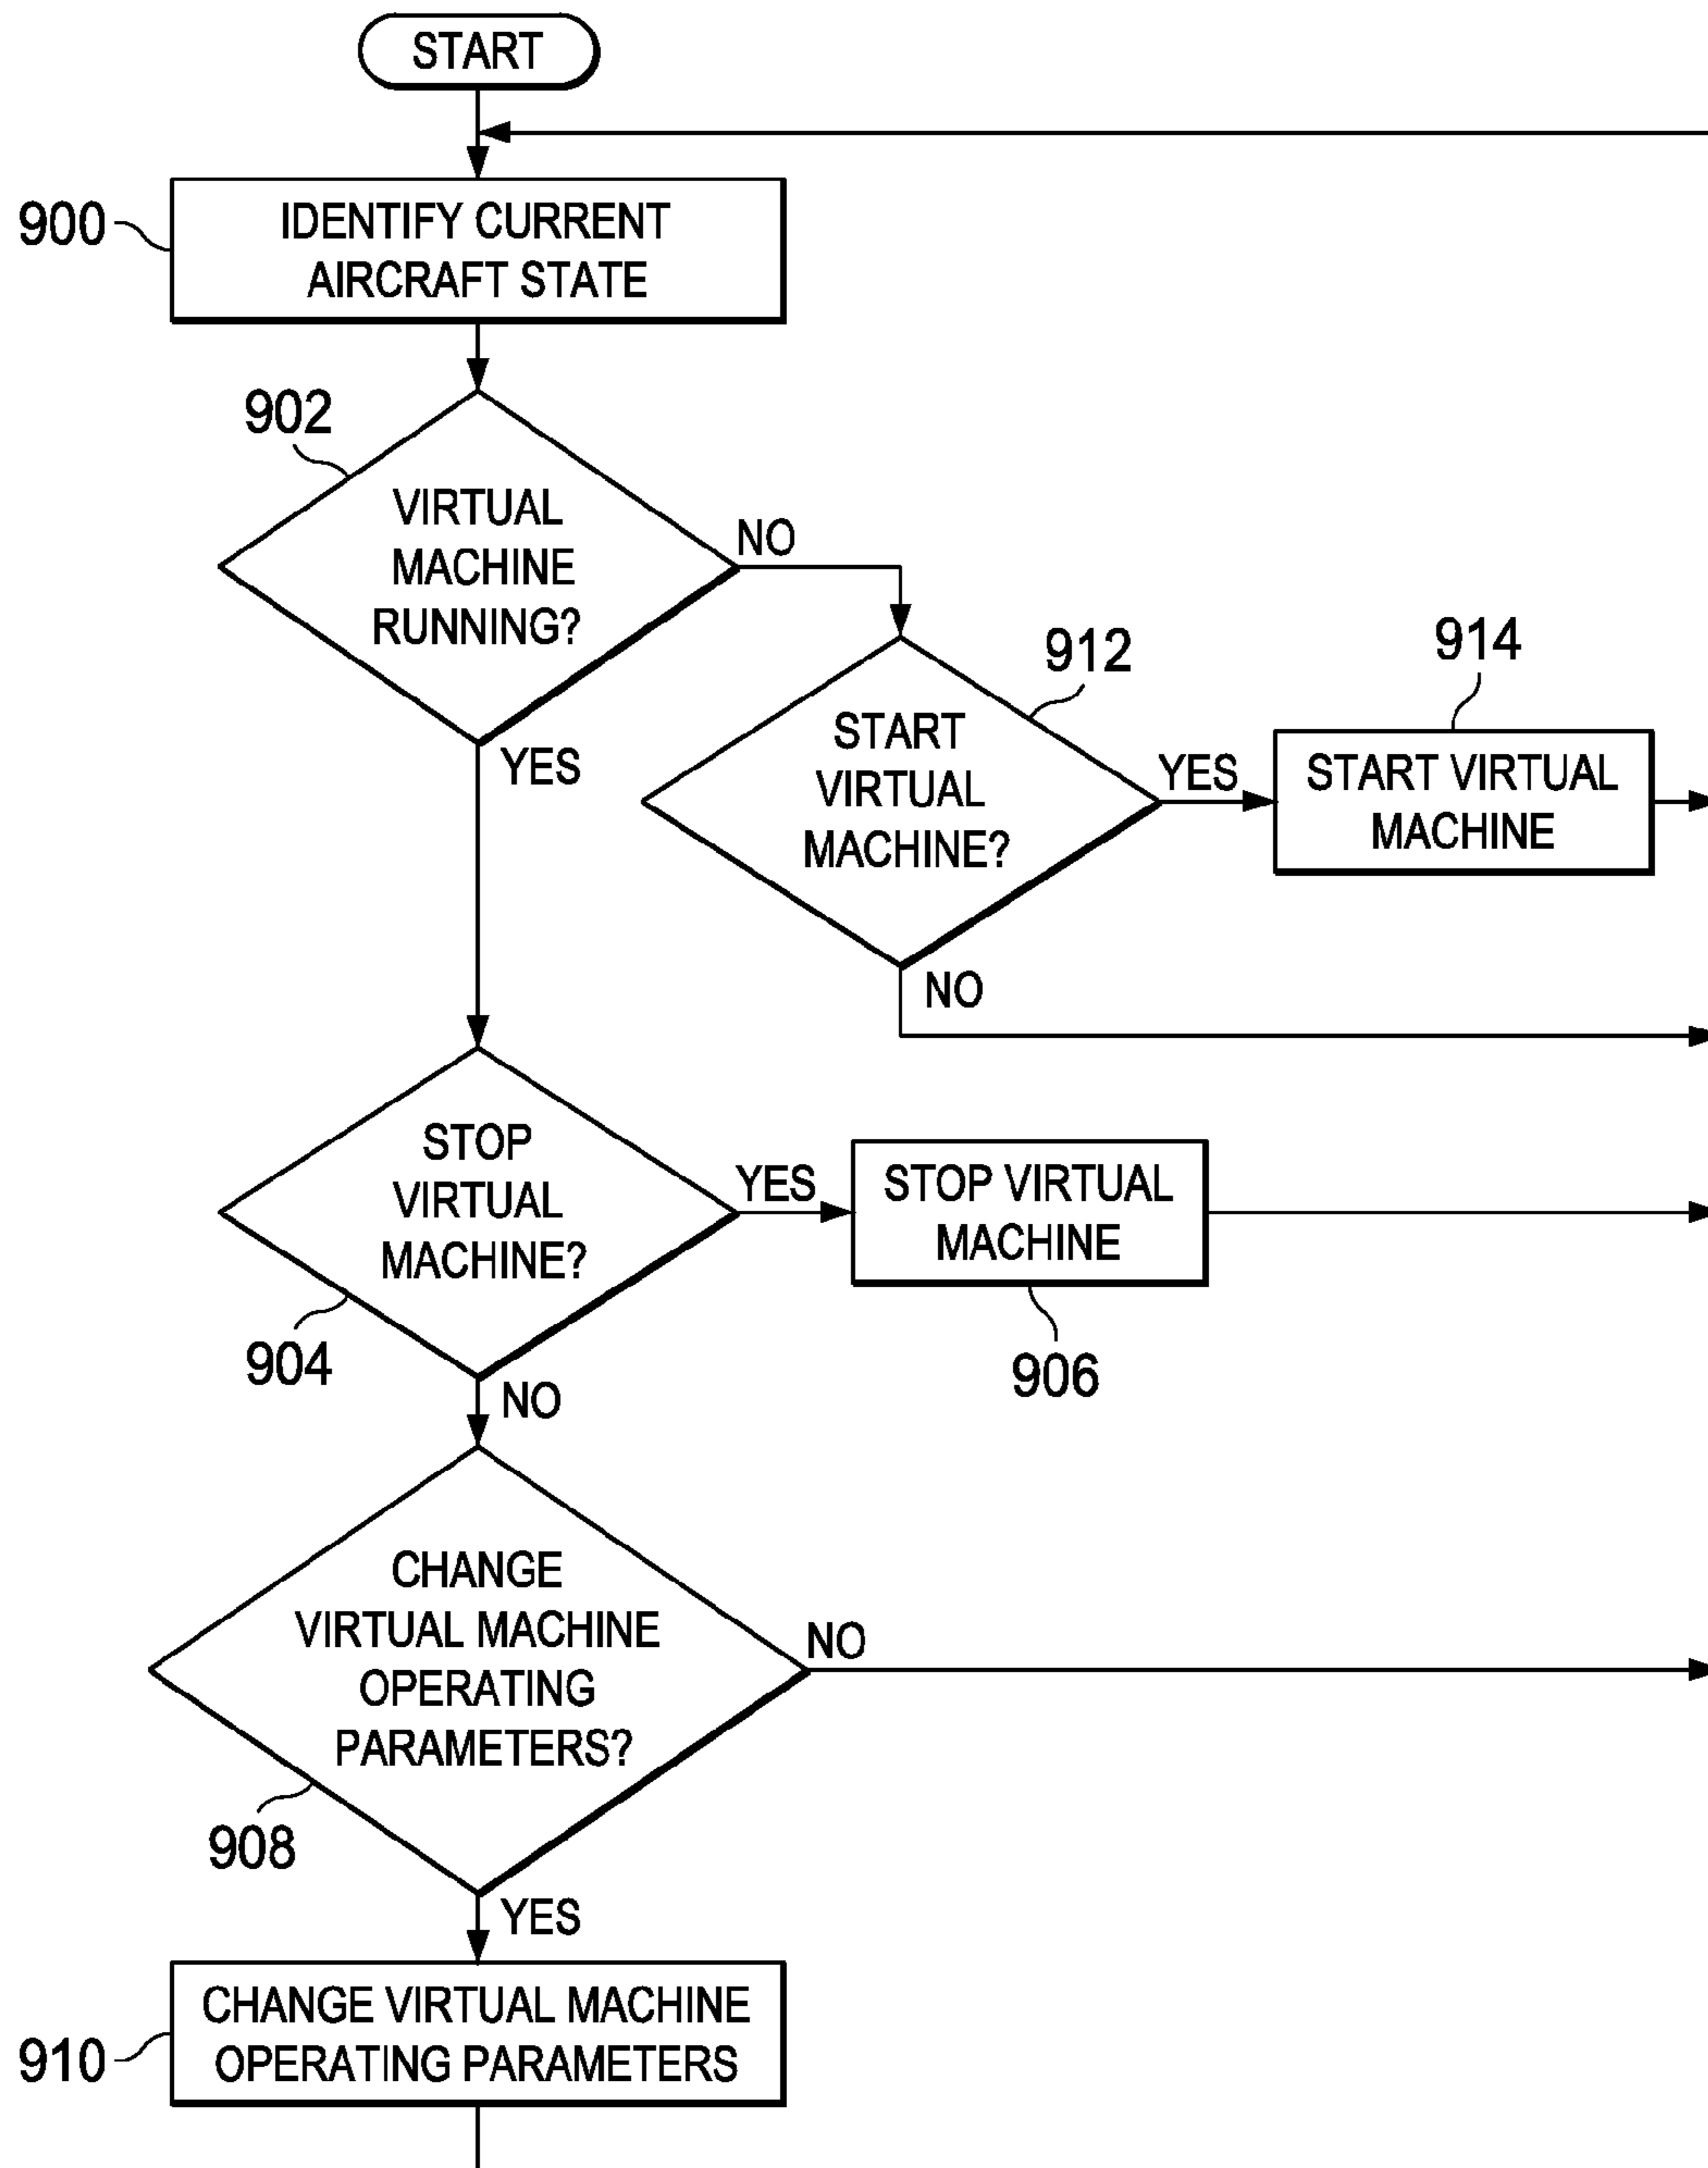 START
900
IDENTIFY CURRENT
AIRCRAFT STATE
902
VIRTUAL
MACHINE
RUNNING?
NO
YES
912
START
VIRTUAL
MACHINE?
YES
NO
914
START VIRTUAL
MACHINE
STOP
VIRTUAL
MACHINE?
904
YES
NO
STOP VIRTUAL
MACHINE
906
CHANGE
VIRTUAL MACHINE
OPERATING
PARAMETERS?
908
NO
YES
910
CHANGE VIRTUAL MACHINE
OPERATING PARAMETERS